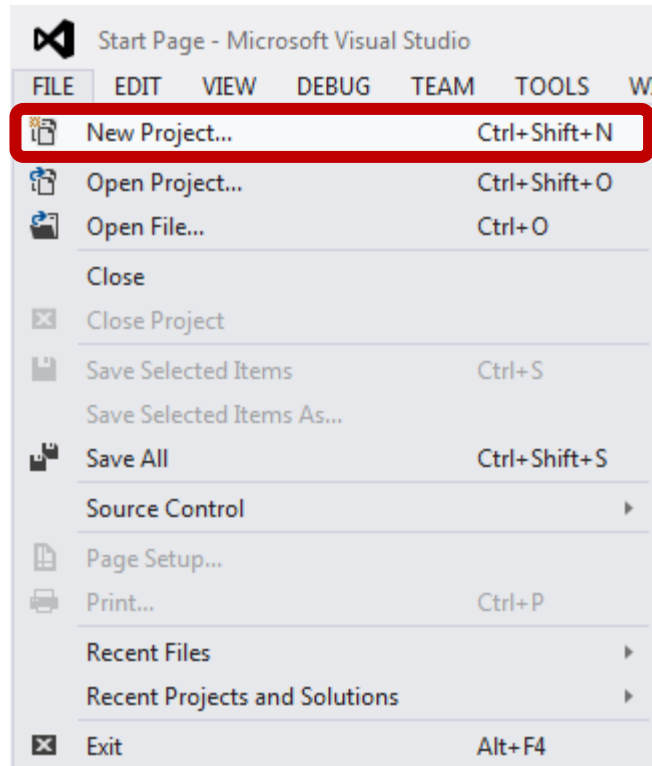 Start Page - Microsoft Visual Studio
FILE EDIT VIEW DEBUG TEAM TOOLS
New Project... Ctrl+Shift+N
Open Project... Ctrl+Shift+O
Open File... Ctrl+O
Close
Close Project
Save Selected Items Ctrl+S
Save Selected Items As...
Save All Ctrl+Shift+S
Source Control
Page Setup...
Print... Ctrl+P
Recent Files
Recent Projects and Solutions
Exit Alt+F4